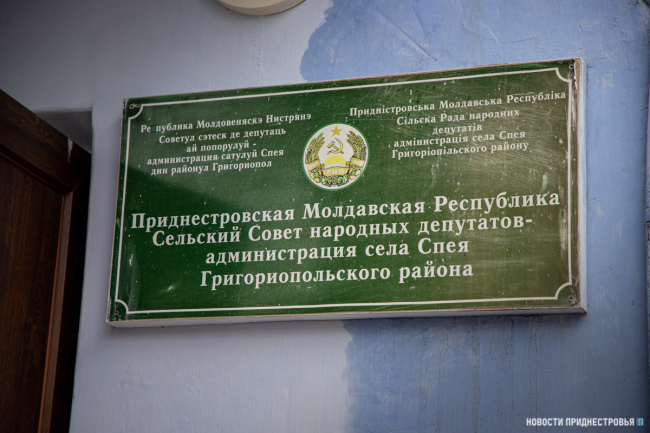 Ре публика Молдовеняскэ Нистрянэ
Советул сэтеск де депутаць
ай попорулуй -
администрация сатулуй Спея
дин районул Григориопол
Придністровська Молдавська Республіка
Сільска Рада народних
депутатів
адміністрація села Спея
Григоріопільского району
Приднестровская Молдавская Республика
Сельский Совет народных депутатов-
администрация села Спея
Григориопольского района
НОВОСТИ ПРИДНЕСТРОВЬЯ